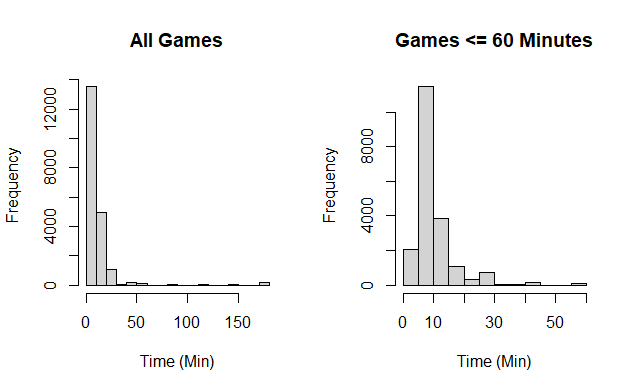 All Games
Frequency
0
4000
8000
12000
0 50 100 150
Time (Min)
Games <= 60 Minutes
Frequency
0
4000
8000
0 10 30 50
Time (Min)